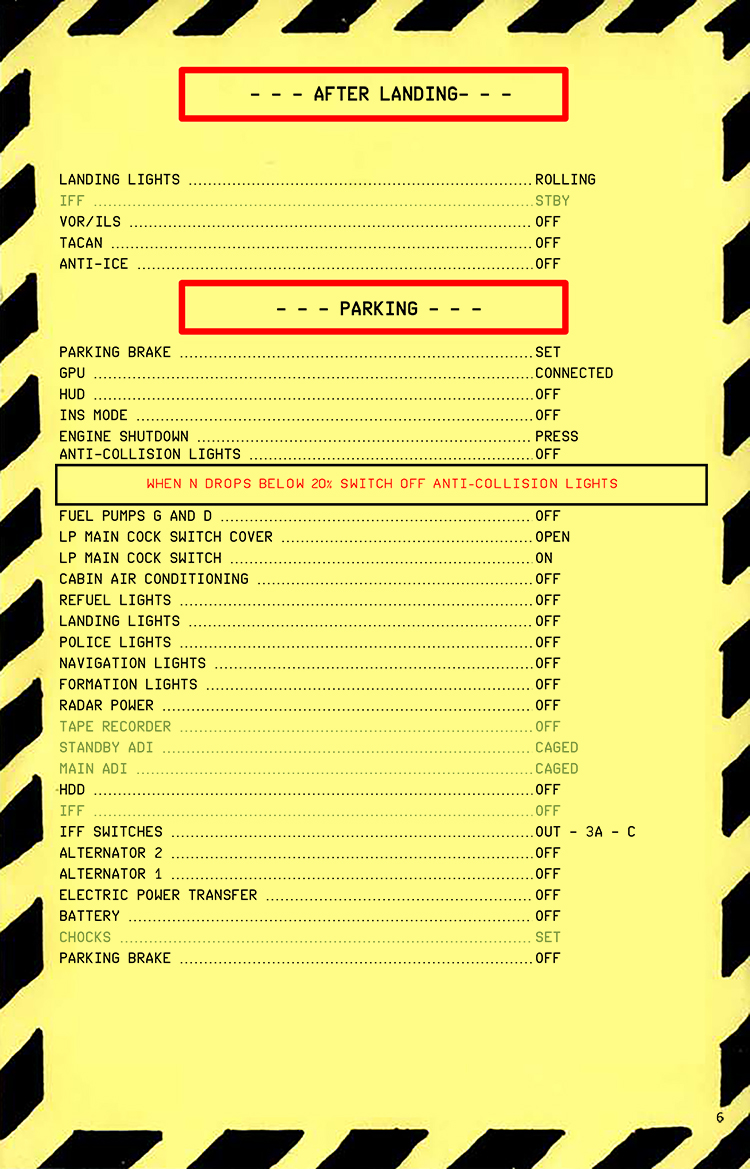 - - - AFTER LANDING- - -
LANDING LIGHTS ........................................ ROLLING
IFF ........................................ STBY
VOR/ILS ........................................ OFF
TACAN ........................................ OFF
ANTI-ICE ........................................ OFF
- - - PARKING - - -
PARKING BRAKE ........................................ SET
GPU ........................................ CONNECTED
HUD ........................................ OFF
INS MODE ........................................ OFF
ENGINE SHUTDOWN ........................................ PRESS
ANTI-COLLISION LIGHTS ........................................ OFF
WHEN N DROPS BELOW 20% SWITCH OFF ANTI-COLLISION LIGHTS
FUEL PUMPS G AND D ........................................ OFF
LP MAIN COCK SWITCH COVER ........................................ OPEN
LP MAIN COCK SWITCH ........................................ ON
CABIN AIR CONDITIONING ........................................ OFF
REFUEL LIGHTS ........................................ OFF
LANDING LIGHTS ........................................ OFF
POLICE LIGHTS ........................................ OFF
NAVIGATION LIGHTS ........................................ OFF
FORMATION LIGHTS ........................................ OFF
RADAR POWER ........................................ OFF
TAPE RECORDER ........................................ OFF
STANDBY ADI ........................................ CAGED
MAIN ADI ........................................ CAGED
HDD ........................................ OFF
IFF ........................................ OFF
IFF SWITCHES ........................................ OUT - 3A - C
ALTERNATOR 2 ........................................ OFF
ALTERNATOR 1 ........................................ OFF
ELECTRIC POWER TRANSFER ........................................ OFF
BATTERY ........................................ OFF
CHOCKS ........................................ SET
PARKING BRAKE ........................................ OFF
6